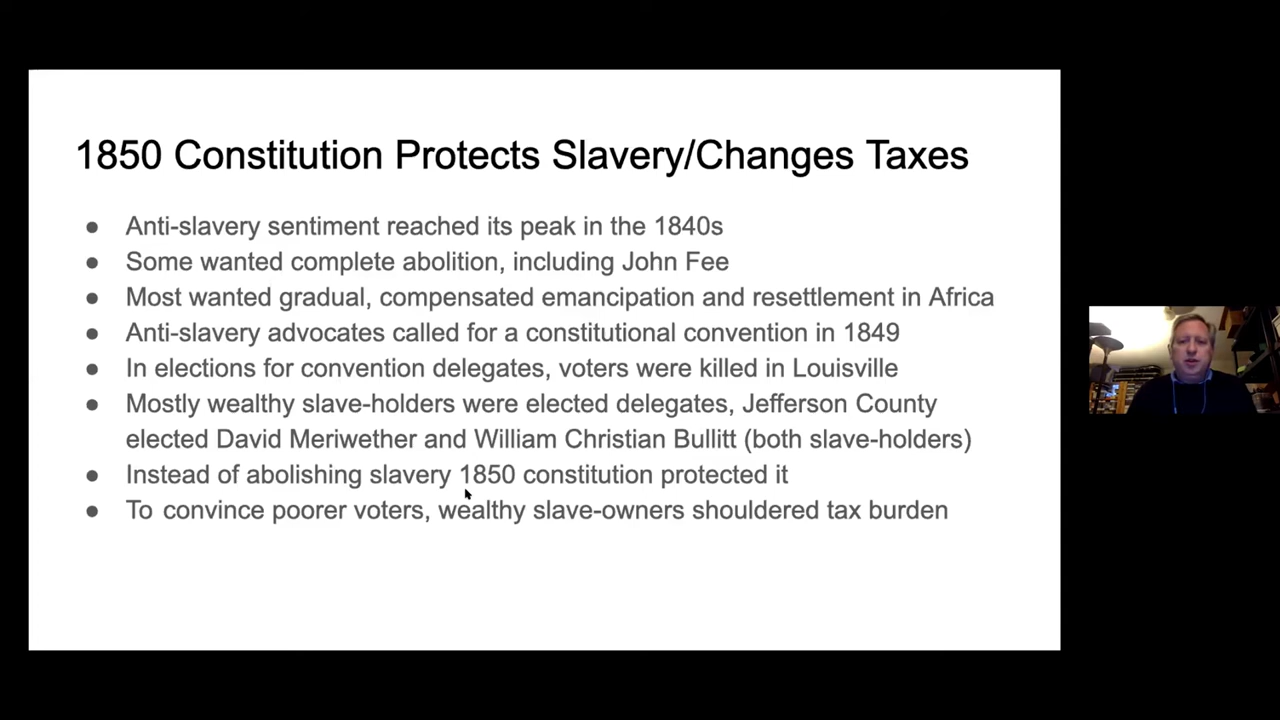 1850 Constitution Protects Slavery/Changes Taxes
● Anti-slavery sentiment reached its peak in the 1840s
● Some wanted complete abolition, including John Fee
● Most wanted gradual, compensated emancipation and resettlement in Africa
● Anti-slavery advocates called for a constitutional convention in 1849
● In elections for convention delegates, voters were killed in Louisville
● Mostly wealthy slave-holders were elected delegates, Jefferson County
elected David Meriwether and William Christian Bullitt (both slave-holders)
● Instead of abolishing slavery 1850 constitution protected it
● To convince poorer voters, wealthy slave-owners shouldered tax burden